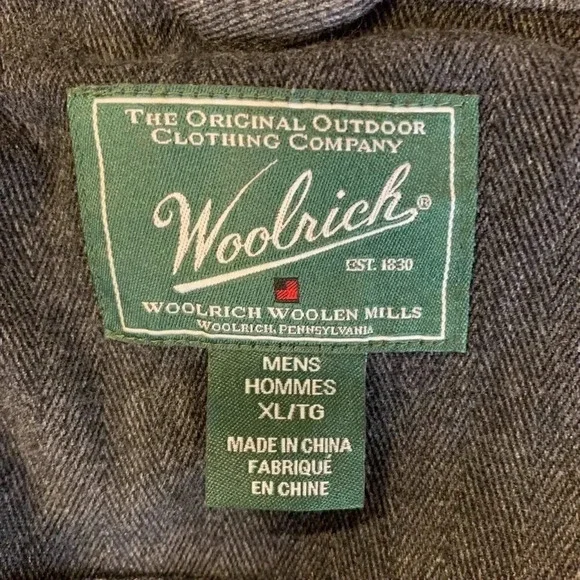 THE ORIGINAL OUTDOOR
CLOTHING COMPANY
Woolrich®
EST. 1830
WOOLRICH WOOLEN MILLS
WOOLRICH, PENNSYLVANIA
MENS
HOMMES
XL/TG
MADE IN CHINA
FABRIQUÉ
EN CHINE